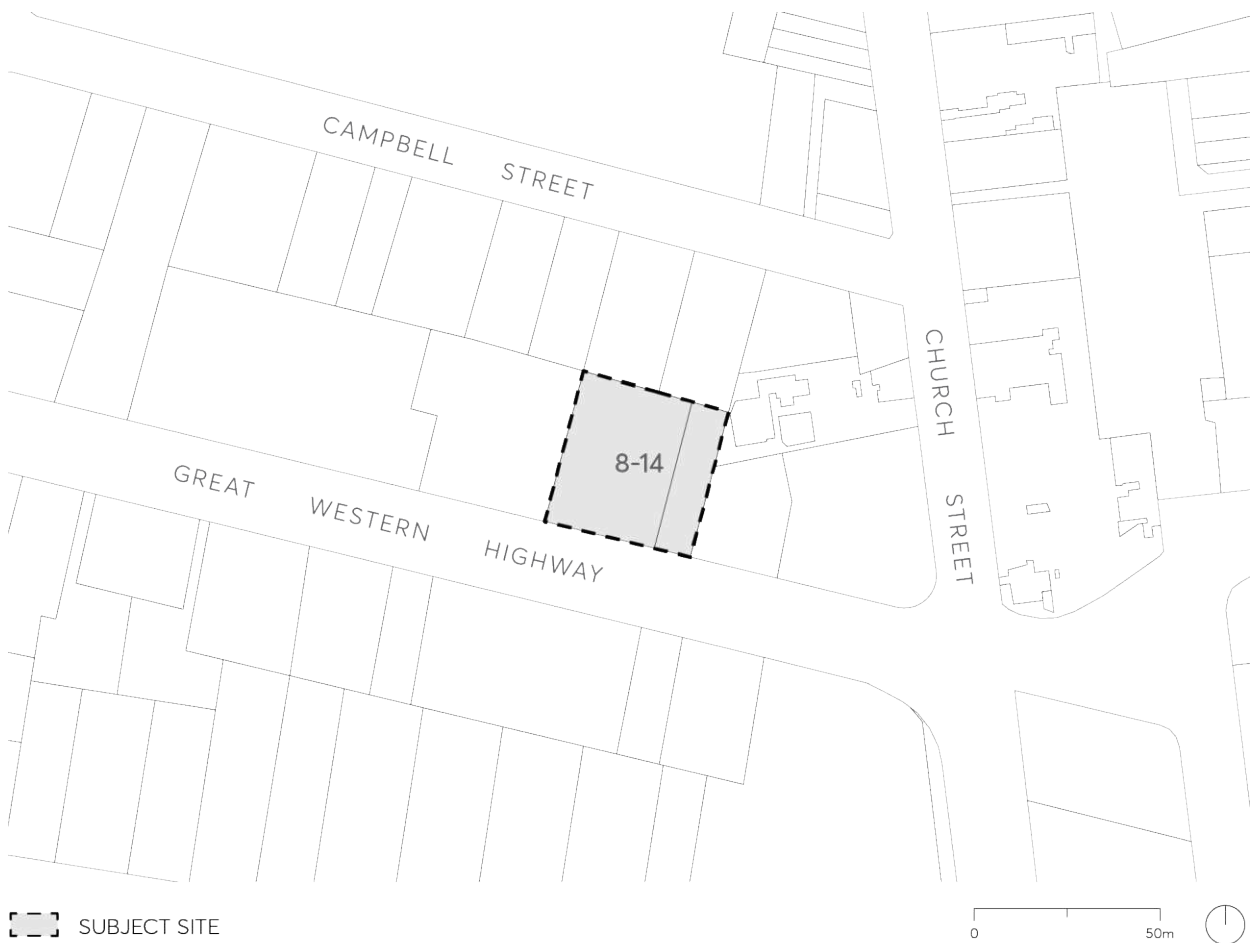 CAMPBELL STREET
CHURCH STREET
8-14
GREAT WESTERN HIGHWAY
SUBJECT SITE
0 50m